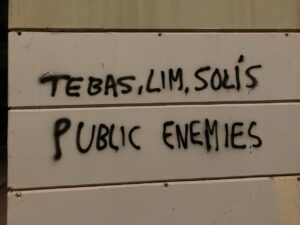 TEBAS, LIM, SOLÍS
PUBLIC ENEMIES